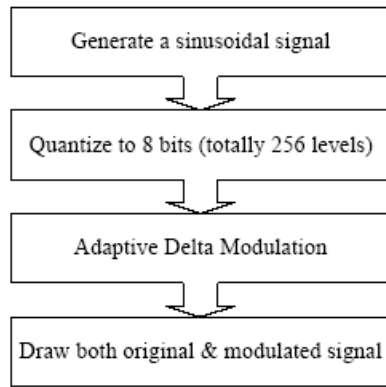 Generate a sinusoidal signal
Quantize to 8 bits (totally 256 levels)
Adaptive Delta Modulation
Draw both original & modulated signal